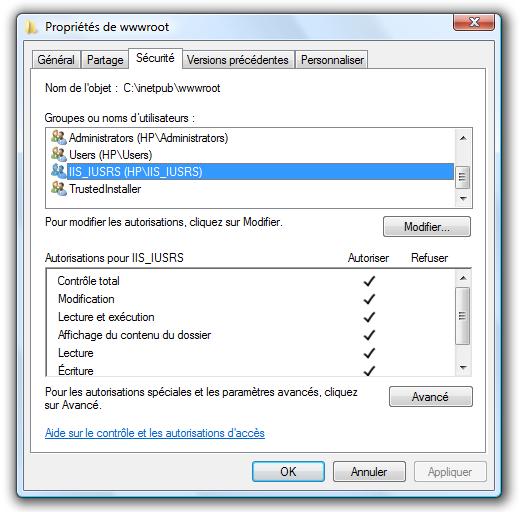 Propriétés de wwwroot
Général Partage Sécurité Versions précédentes Personnaliser
Nom de l'objet : C:\inetpub\wwwroot
Groupes ou noms d'utilisateurs :
Administrators (HP\Administrators)
Users (HP\Users)
IIS_IUSRS (HP\IIS_IUSRS)
TrustedInstaller
Pour modifier les autorisations, cliquez sur Modifier.
Modifier...
Autorisations pour IIS_IUSRS Autoriser Refuser
Contrôle total
Modification
Lecture et exécution
Affichage du contenu du dossier
Lecture
Écriture
Pour les autorisations spéciales et les paramètres avancés, cliquez
sur Avancé.
Avancé
Aide sur le contrôle et les autorisations d'accès
OK Annuler Appliquer